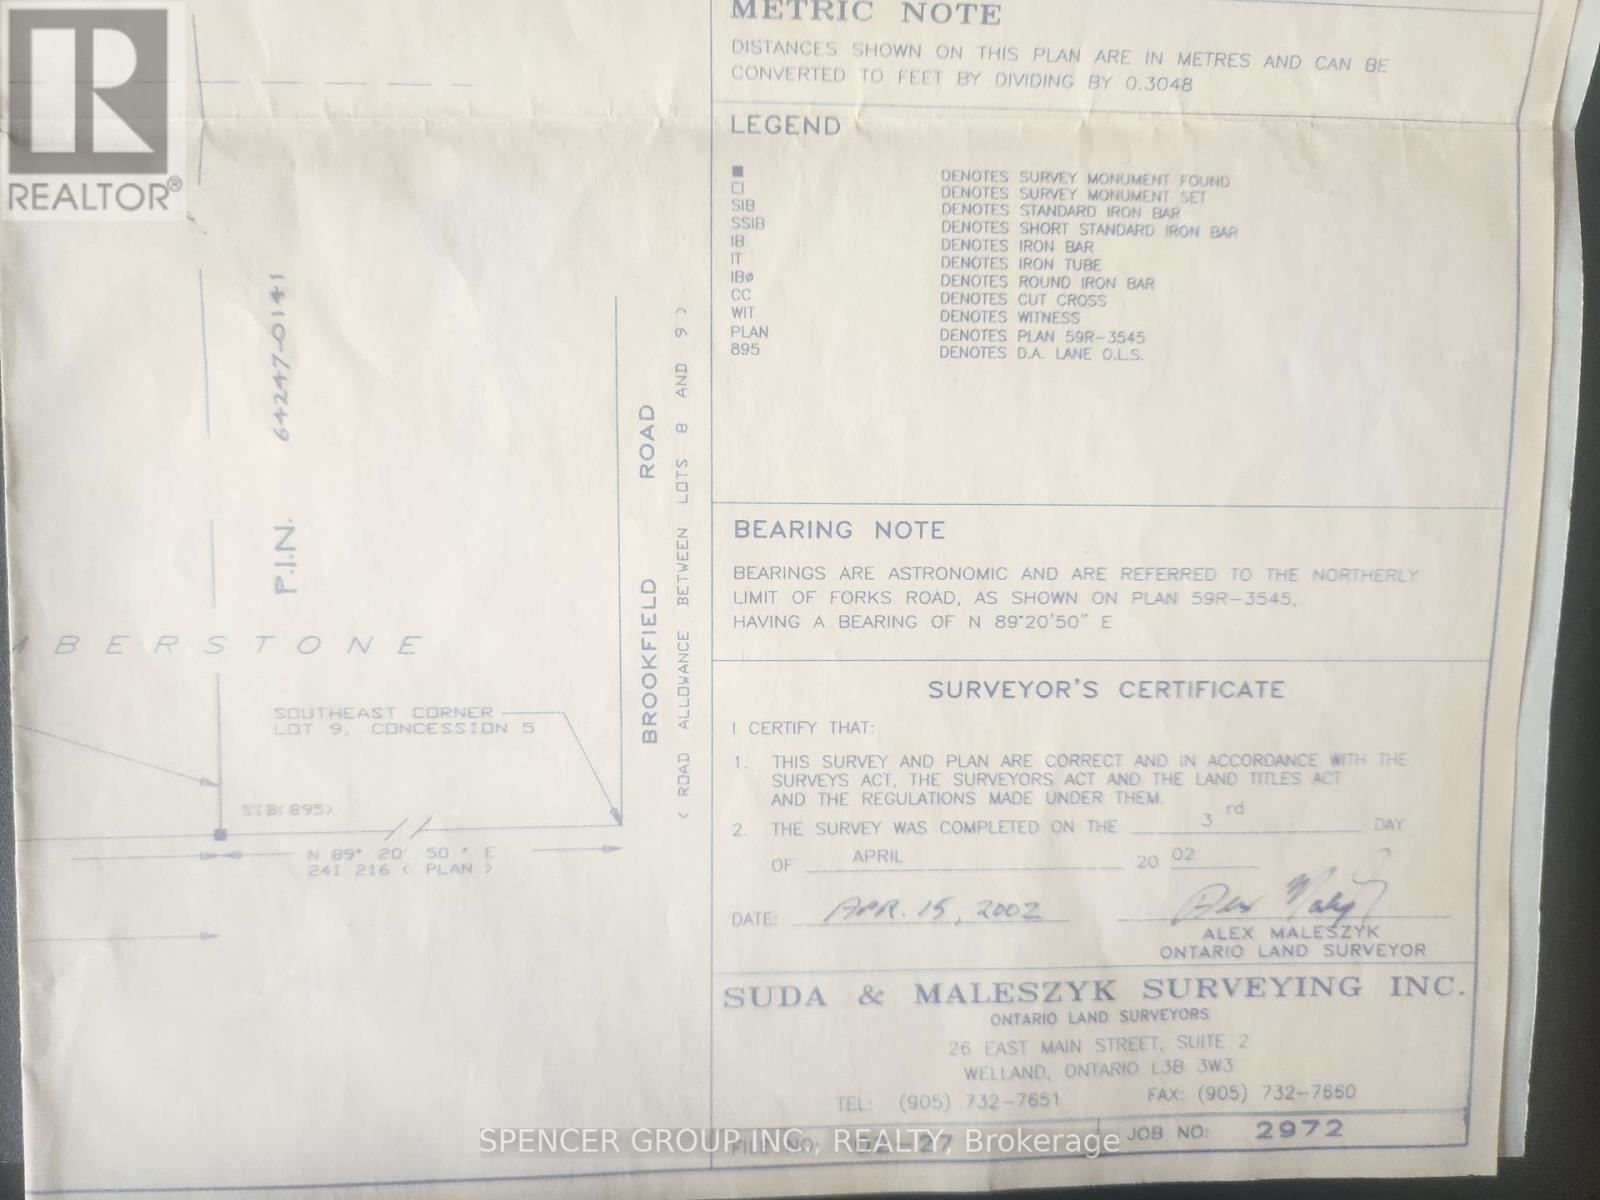 REALTOR®
METRIC NOTE
DISTANCES SHOWN ON THIS PLAN ARE IN METRES AND CAN BE
CONVERTED TO FEET BY DIVIDING BY 0.3048
LEGEND
■ DENOTES SURVEY MONUMENT FOUND
□ DENOTES SURVEY MONUMENT SET
SIB DENOTES STANDARD IRON BAR
SSIB DENOTES SHORT STANDARD IRON BAR
IB DENOTES IRON BAR
IT DENOTES IRON TUBE
IBø DENOTES ROUND IRON BAR
CC DENOTES CUT CROSS
WIT DENOTES WITNESS
PLAN DENOTES PLAN 59R-3545
895 DENOTES D.A. LANE O.L.S.
P.I.N. 64247-0141
BROOKFIELD ROAD
( ROAD ALLOWANCE BETWEEN LOTS 8 AND 9 )
BERSTONE
SOUTHEAST CORNER
LOT 9, CONCESSION 5
SIB(895)
N 89° 20' 50 " E
241.216 ( PLAN )
BEARING NOTE
BEARINGS ARE ASTRONOMIC AND ARE REFERRED TO THE NORTHERLY
LIMIT OF FORKS ROAD, AS SHOWN ON PLAN 59R-3545,
HAVING A BEARING OF N 89°20'50" E
SURVEYOR'S CERTIFICATE
I CERTIFY THAT:
1. THIS SURVEY AND PLAN ARE CORRECT AND IN ACCORDANCE WITH THE
SURVEYS ACT, THE SURVEYORS ACT AND THE LAND TITLES ACT
AND THE REGULATIONS MADE UNDER THEM.
2. THE SURVEY WAS COMPLETED ON THE 3rd DAY
OF APRIL 20 02
DATE: APR. 15, 2002 Alex Maleszyk
ALEX MALESZYK
ONTARIO LAND SURVEYOR
SUDA & MALESZYK SURVEYING INC.
ONTARIO LAND SURVEYORS
26 EAST MAIN STREET, SUITE 2
WELLAND, ONTARIO L3B 3W3
TEL: (905) 732-7651 FAX: (905) 732-7660
FILE NO: JOB NO: 2972
SPENCER GROUP INC, REALTY, Brokerage